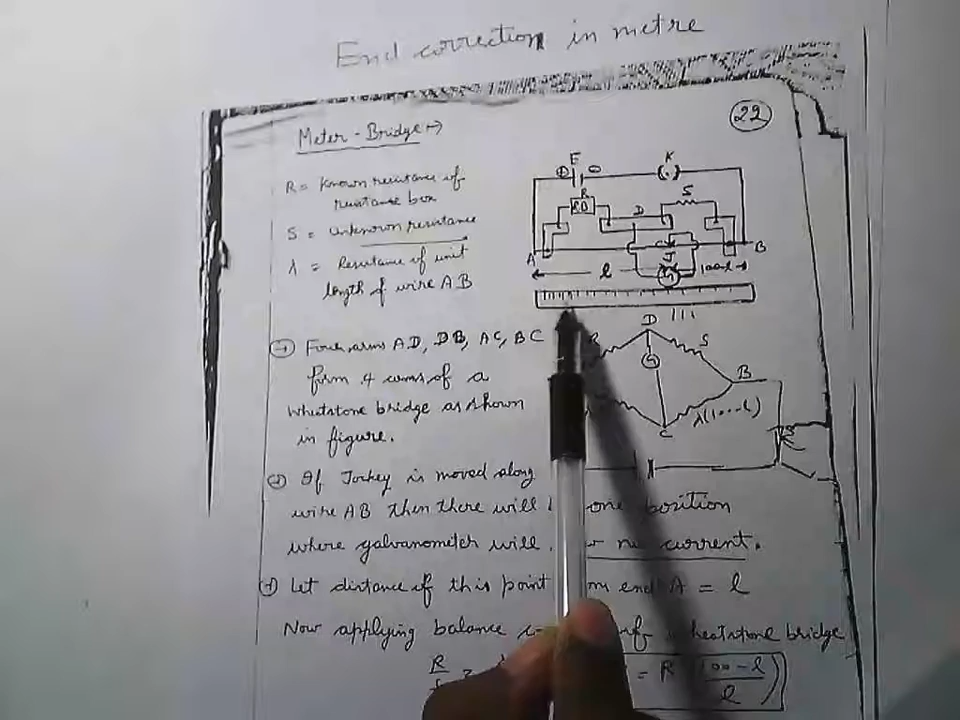 End correction in metre
22
Meter-Bridge →
R = Known resistance of
resistance box
S = Unknown resistance
λ = Resistance of unit
length of wire AB
E
K
R
R.B
S
D
A
C
B
J
G
l
100-l
→ Four arms AD, DB, AC, BC
form 4 arms of a
Wheatstone bridge as shown
in figure.
D
R
S
G
B
C
λ(100-l)
→ If Jockey is moved along
wire AB then there will one position
where galvanometer will no current.
→ Let distance of this point end A = l
Now applying balance of wheatstone bridge
R
= R (100-l / l)